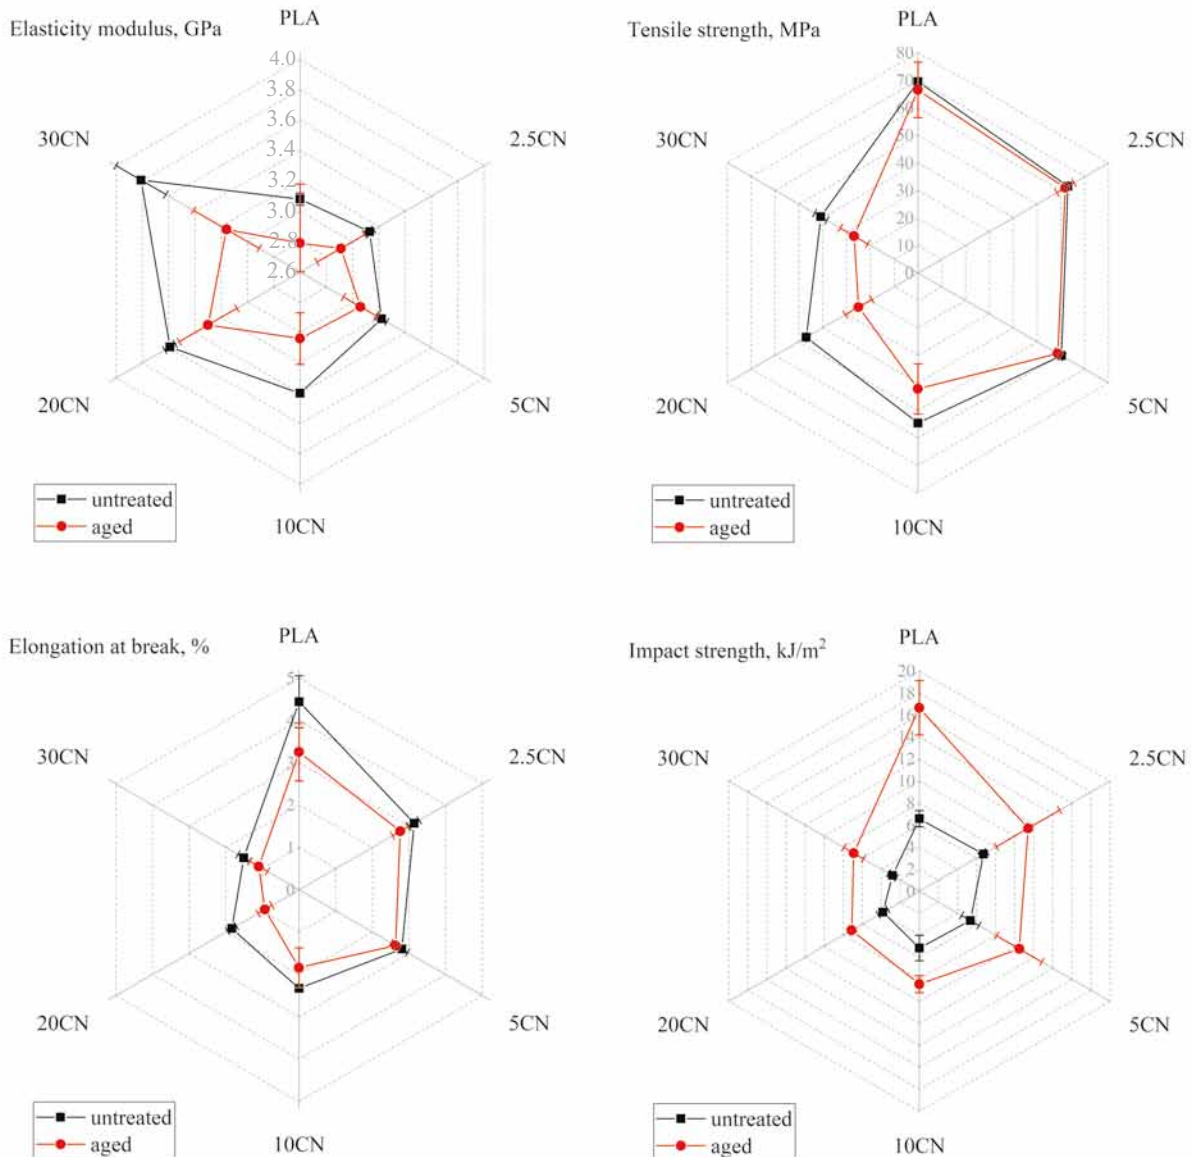 Elasticity modulus, GPa
PLA
4.0
3.8
3.6
3.4
3.2
3.0
2.8
2.6
30CN
2.5CN
20CN
5CN
10CN
untreated
aged
Tensile strength, MPa
PLA
80
70
60
50
40
30
20
10
0
30CN
2.5CN
20CN
5CN
10CN
untreated
aged
Elongation at break, %
PLA
5
4
3
2
1
0
30CN
2.5CN
20CN
5CN
10CN
untreated
aged
Impact strength, kJ/m²
PLA
20
18
16
14
12
10
8
6
4
2
0
30CN
2.5CN
20CN
5CN
10CN
untreated
aged